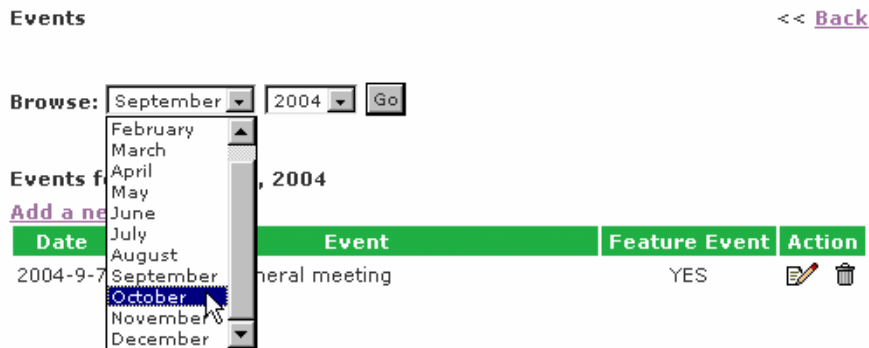 Events << Back
Browse: September 2004 Go
February
March
April
May
June
July
August
September
October
November
December
Events f , 2004
Add a ne
Date Event Feature Event Action
2004-9-7 neral meeting YES